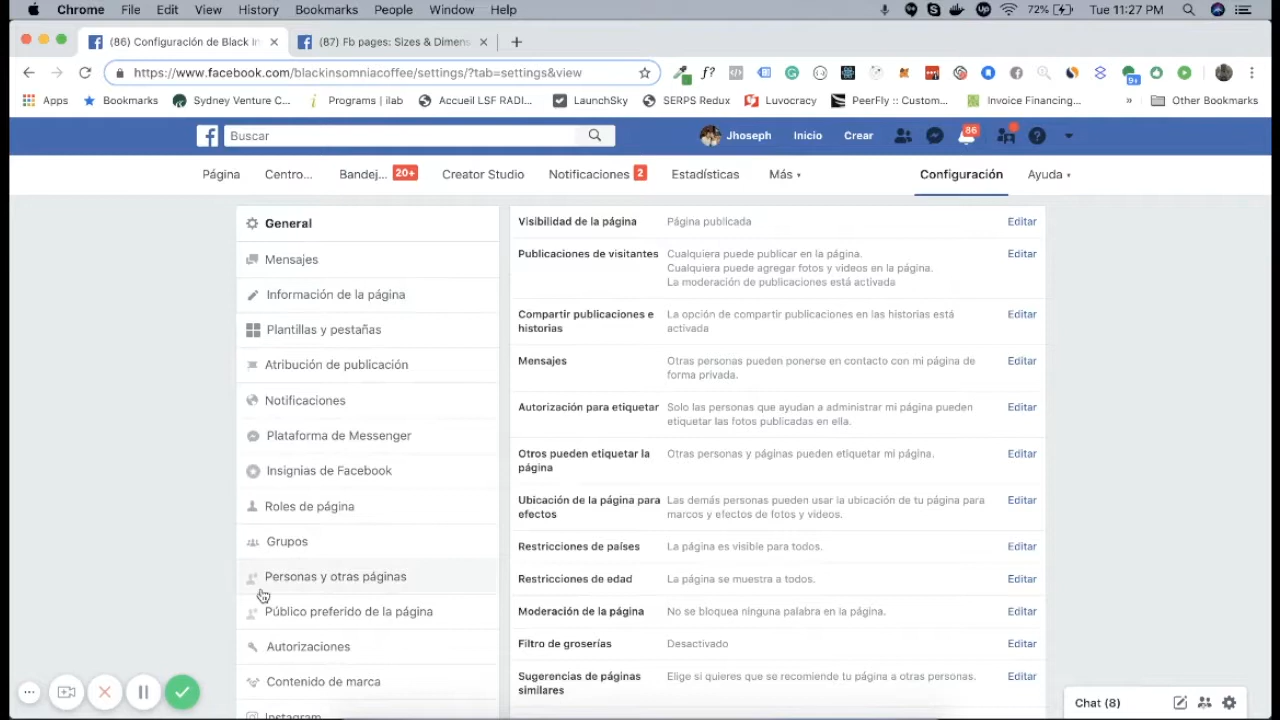 Chrome File Edit View History Bookmarks People Window Help 72% Tue 11:27 PM
(86) Configuración de Black In
(87) Fb pages: Sizes & Dimens
https://www.facebook.com/blackinsomniacoffee/settings/?tab=settings&view
f? 9+
Apps Bookmarks Sydney Venture C... Programs | ilab Accueil LSF RADI... LaunchSky SERPS Redux Luvocracy PeerFly :: Custom... Invoice Financing... » Other Bookmarks
Buscar Jhoseph Inicio Crear 86
Página Centro... Bandej... 20+ Creator Studio Notificaciones 2 Estadísticas Más Configuración Ayuda
General
Mensajes
Información de la página
Plantillas y pestañas
Atribución de publicación
Notificaciones
Plataforma de Messenger
Insignias de Facebook
Roles de página
Grupos
Personas y otras páginas
Público preferido de la página
Autorizaciones
Contenido de marca
Instagram
Visibilidad de la página Página publicada Editar
Publicaciones de visitantes Cualquiera puede publicar en la página. Editar
Cualquiera puede agregar fotos y videos en la página.
La moderación de publicaciones está activada
Compartir publicaciones e La opción de compartir publicaciones en las historias está Editar
historias activada
Mensajes Otras personas pueden ponerse en contacto con mi página de Editar
forma privada.
Autorización para etiquetar Solo las personas que ayudan a administrar mi página pueden Editar
etiquetar las fotos publicadas en ella.
Otros pueden etiquetar la Otras personas y páginas pueden etiquetar mi página. Editar
página
Ubicación de la página para Las demás personas pueden usar la ubicación de tu página para Editar
efectos marcos y efectos de fotos y videos.
Restricciones de países La página es visible para todos. Editar
Restricciones de edad La página se muestra a todos. Editar
Moderación de la página No se bloquea ninguna palabra en la página. Editar
Filtro de groserías Desactivado Editar
Sugerencias de páginas Elige si quieres que se recomiende tu página a otras personas. Editar
similares
Chat (8)